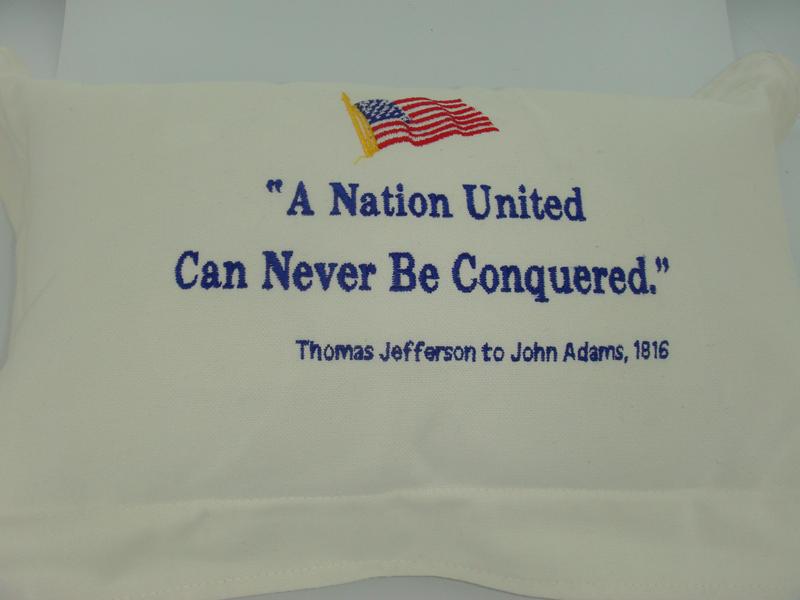 "A Nation United
Can Never Be Conquered."
Thomas Jefferson to John Adams, 1816